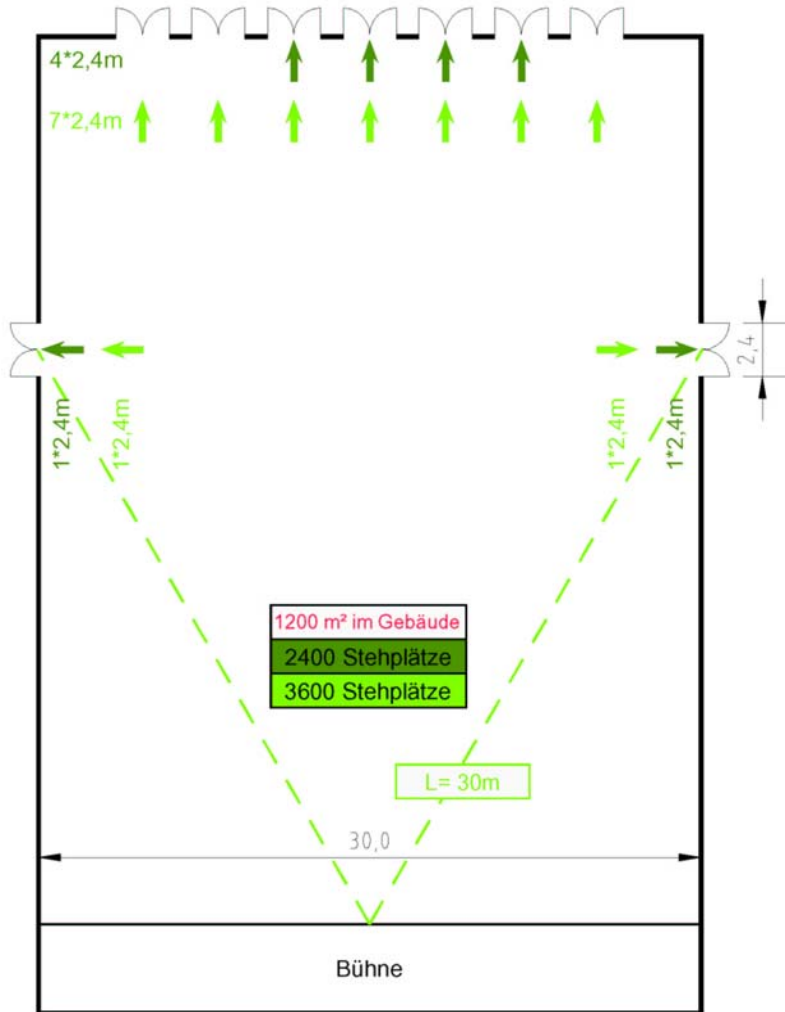 4*2,4m
7*2,4m
2,4
1*2,4m
1*2,4m
1*2,4m
1*2,4m
1200 m² im Gebäude
2400 Stehplätze
3600 Stehplätze
L= 30m
30,0
Bühne